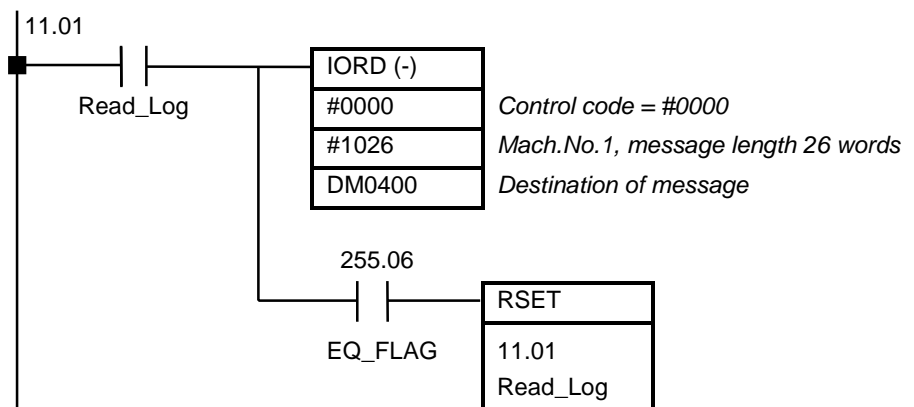 11.01
Read_Log
IORD (-)
#0000 Control code = #0000
#1026 Mach.No.1, message length 26 words
DM0400 Destination of message
255.06
EQ_FLAG
RSET
11.01
Read_Log